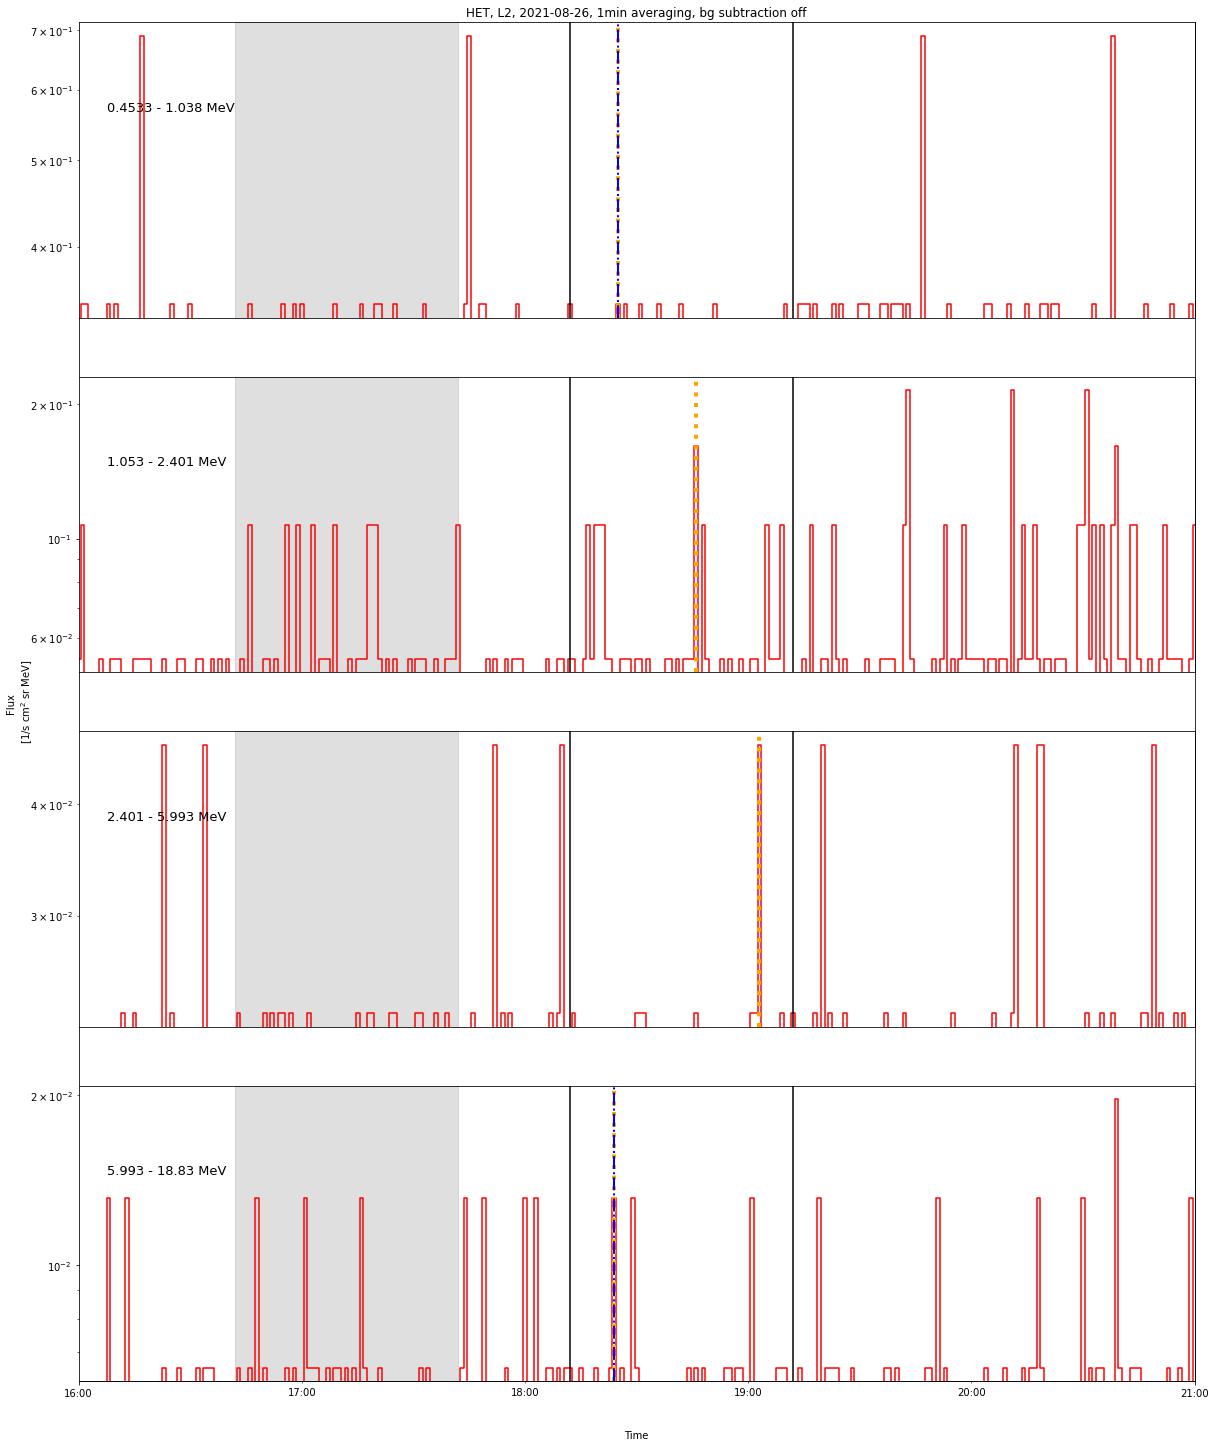 HET, L2, 2021-08-26, 1min averaging, bg subtraction off
7 × 10⁻¹
6 × 10⁻¹
0.4533 - 1.038 MeV
5 × 10⁻¹
4 × 10⁻¹
2 × 10⁻¹
1.053 - 2.401 MeV
10⁻¹
6 × 10⁻²
Flux
[1/s cm² sr MeV]
4 × 10⁻²
2.401 - 5.993 MeV
3 × 10⁻²
2 × 10⁻²
5.993 - 18.83 MeV
10⁻²
16:00 17:00 18:00 19:00 20:00 21:00
Time